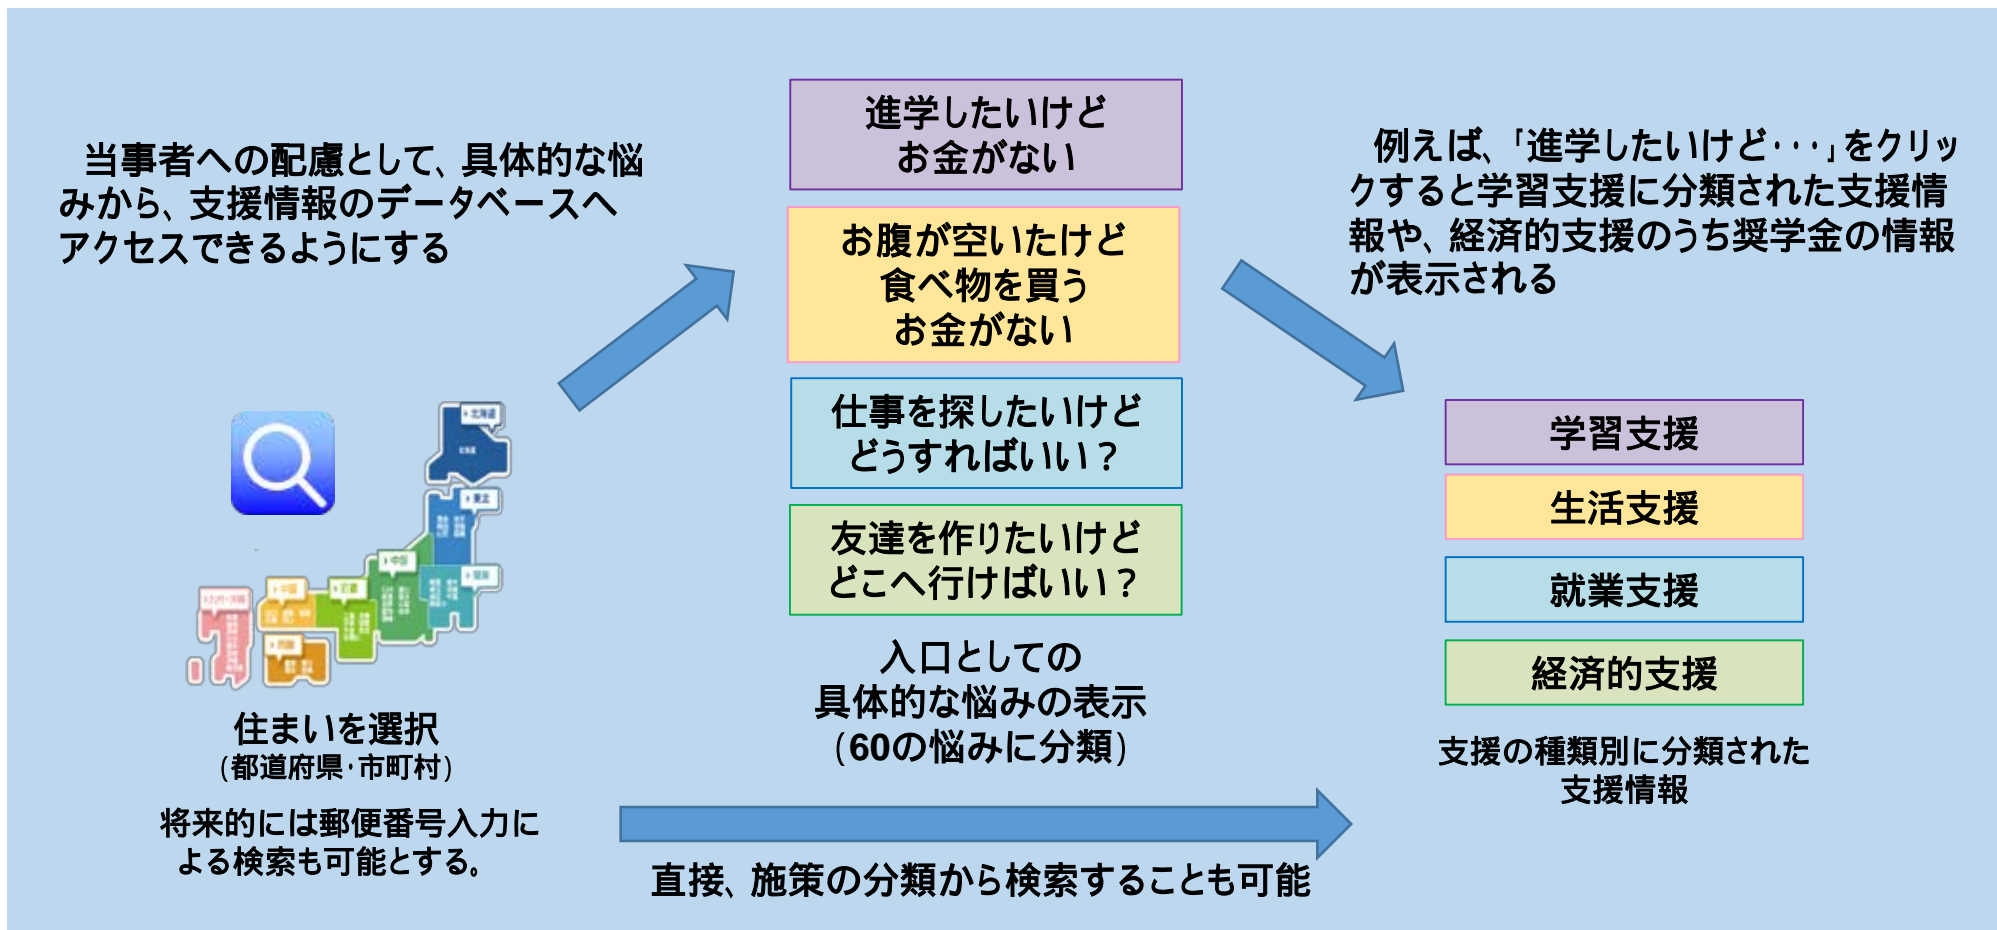 当事者への配慮として、具体的な悩
みから、支援情報のデータベースへ
アクセスできるようにする
北海道
東北
住まいを選択
(都道府県・市町村)
将来的には郵便番号入力に
よる検索も可能とする。
進学したいけど
お金がない
お腹が空いたけど
食べ物を買う
お金がない
仕事を探したいけど
どうすればいい？
友達を作りたいけど
どこへ行けばいい？
入口としての
具体的な悩みの表示
(60の悩みに分類)
直接、施策の分類から検索することも可能
例えば、「進学したいけど・・・」をクリッ
クすると学習支援に分類された支援情
報や、経済的支援のうち奨学金の情報
が表示される
学習支援
生活支援
就業支援
経済的支援
支援の種類別に分類された
支援情報